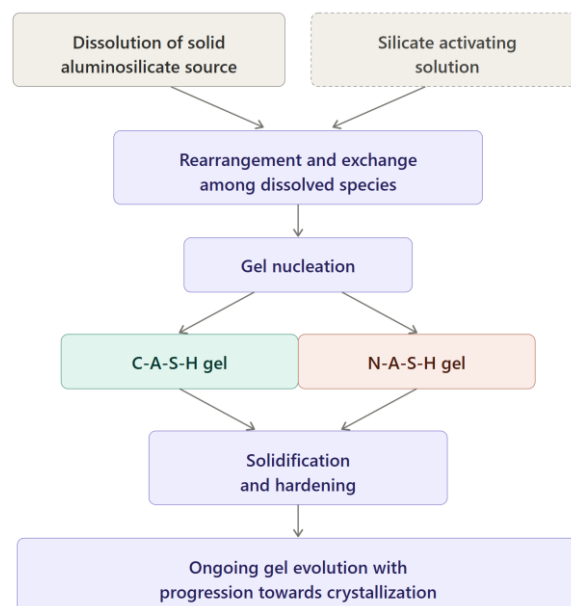 Dissolution of solid
aluminosilicate source
Silicate activating
solution
Rearrangement and exchange
among dissolved species
Gel nucleation
C-A-S-H gel
N-A-S-H gel
Solidification
and hardening
Ongoing gel evolution with
progression towards crystallization